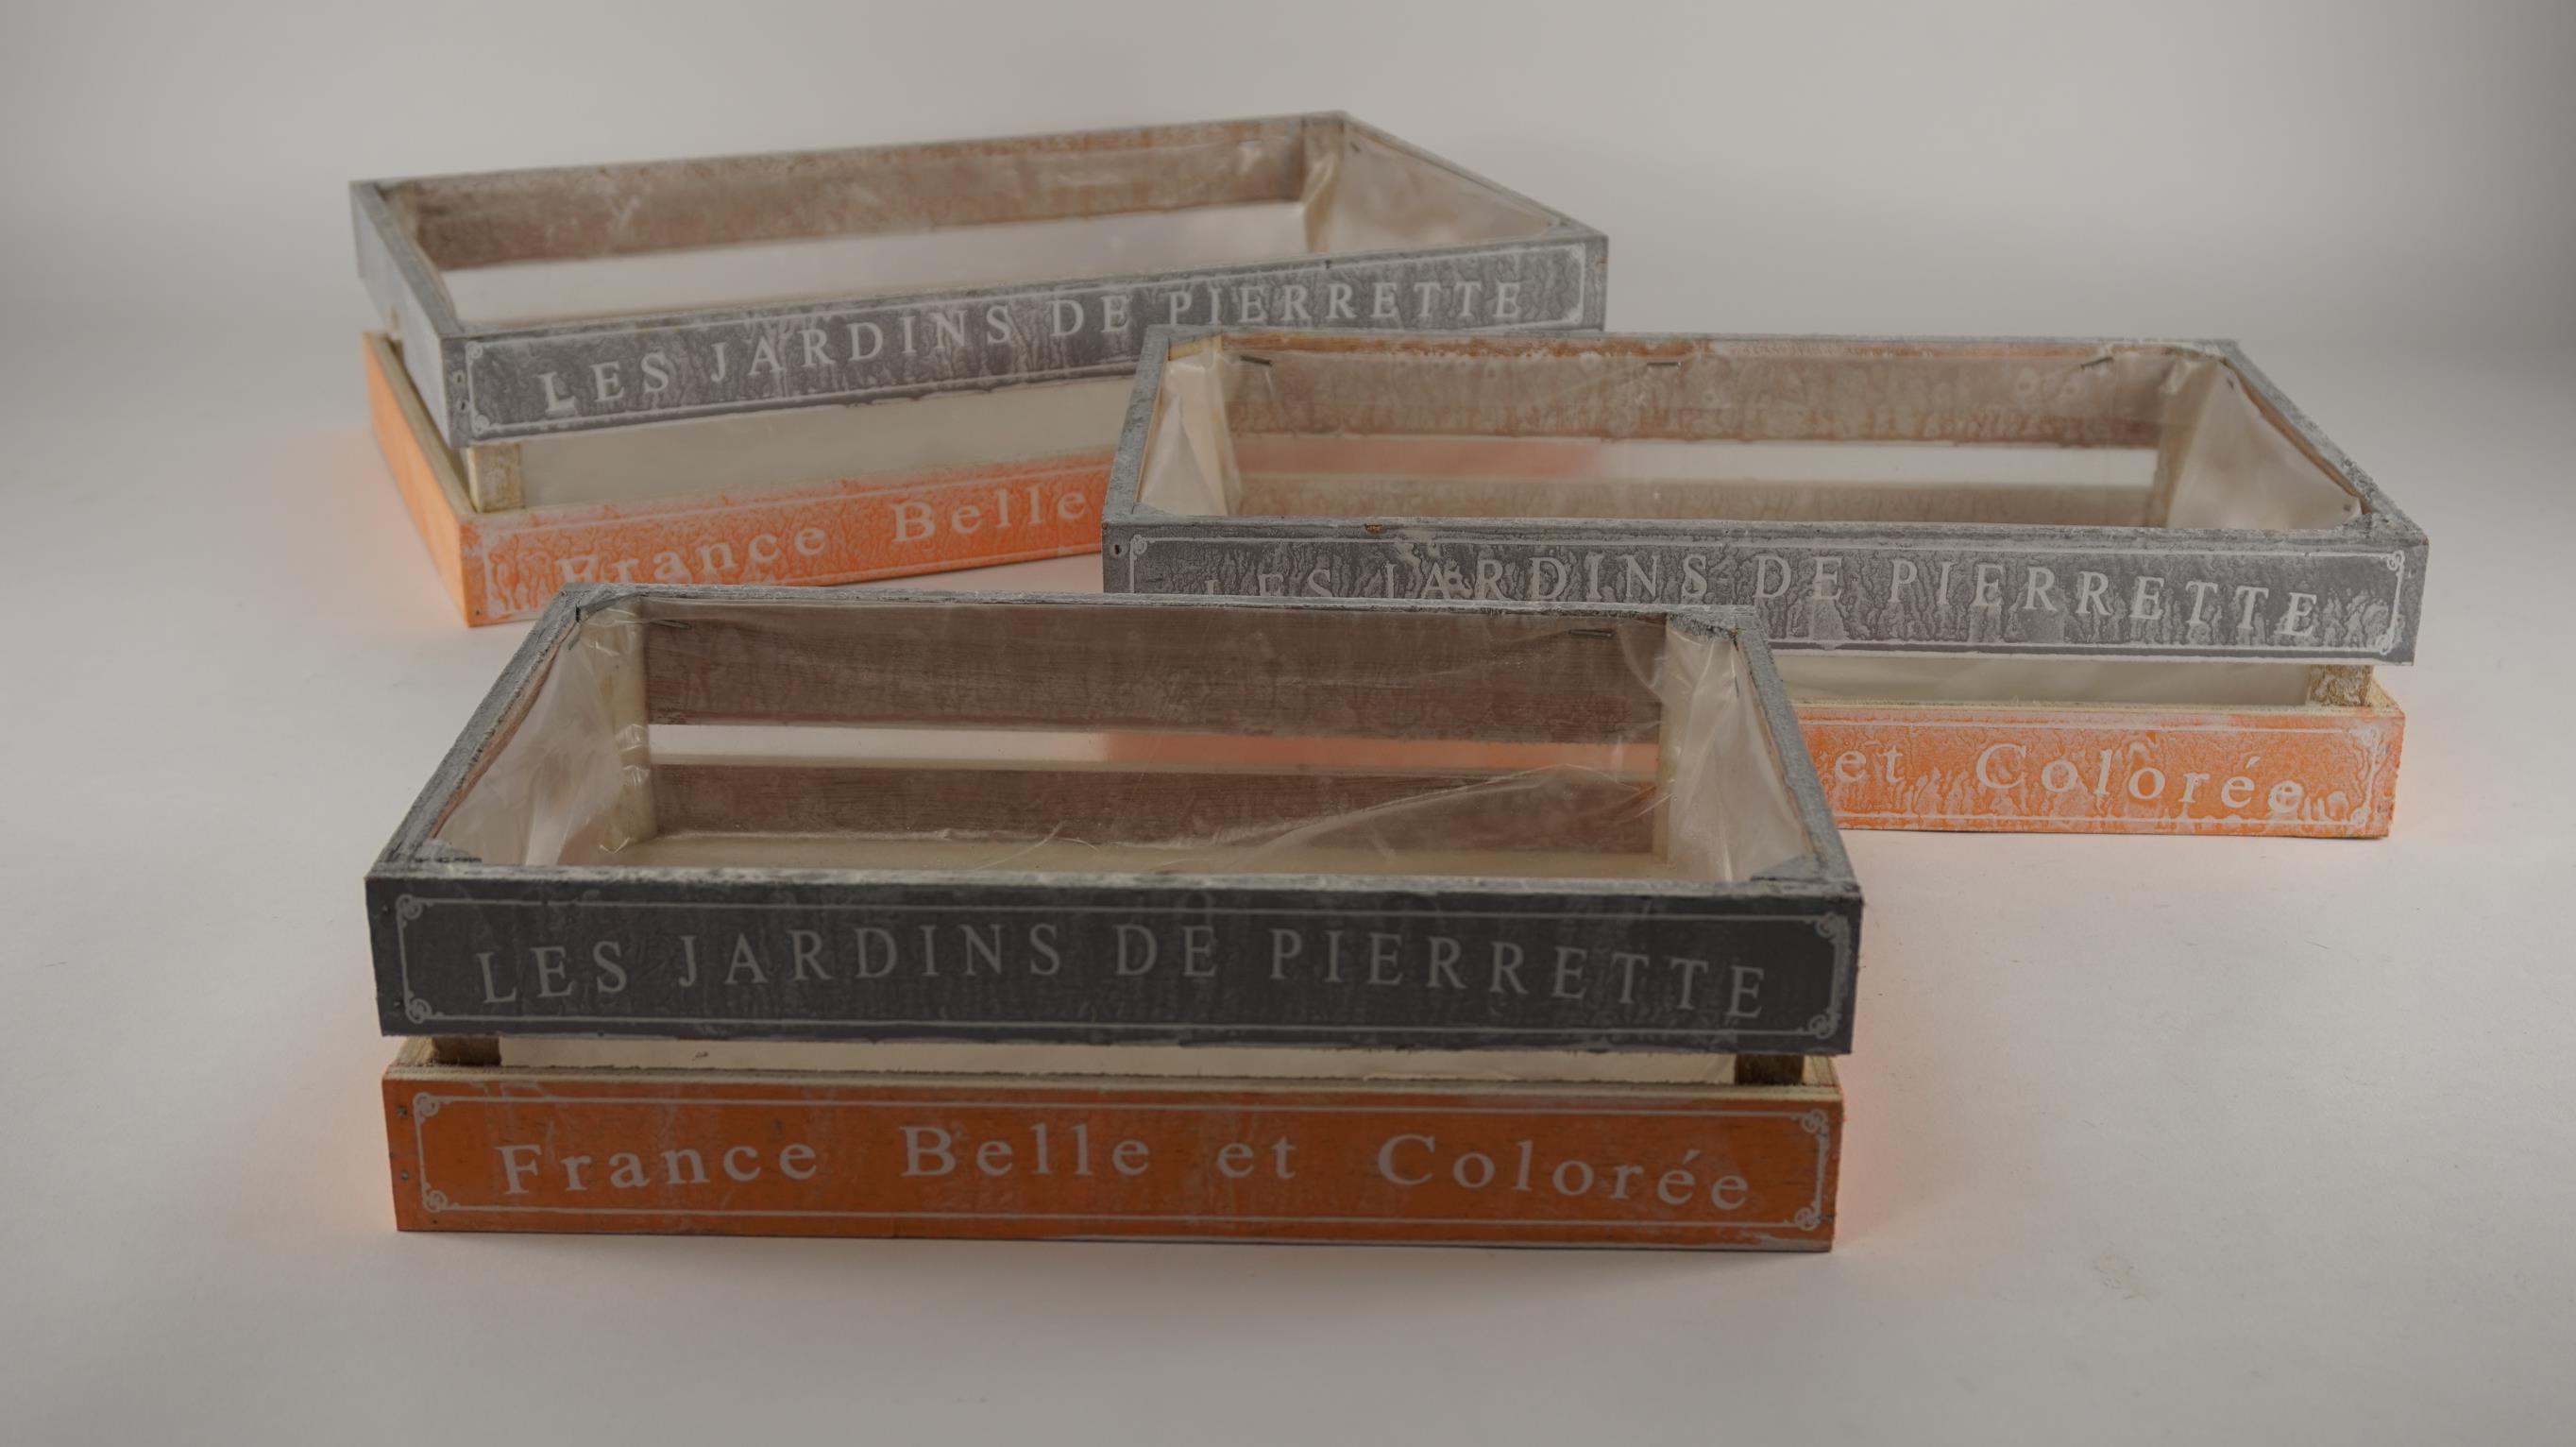 LES JARDINS DE PIERRETTE
France Belle
LES JARDINS DE PIERRETTE
et Colorée
LES JARDINS DE PIERRETTE
France Belle et Colorée